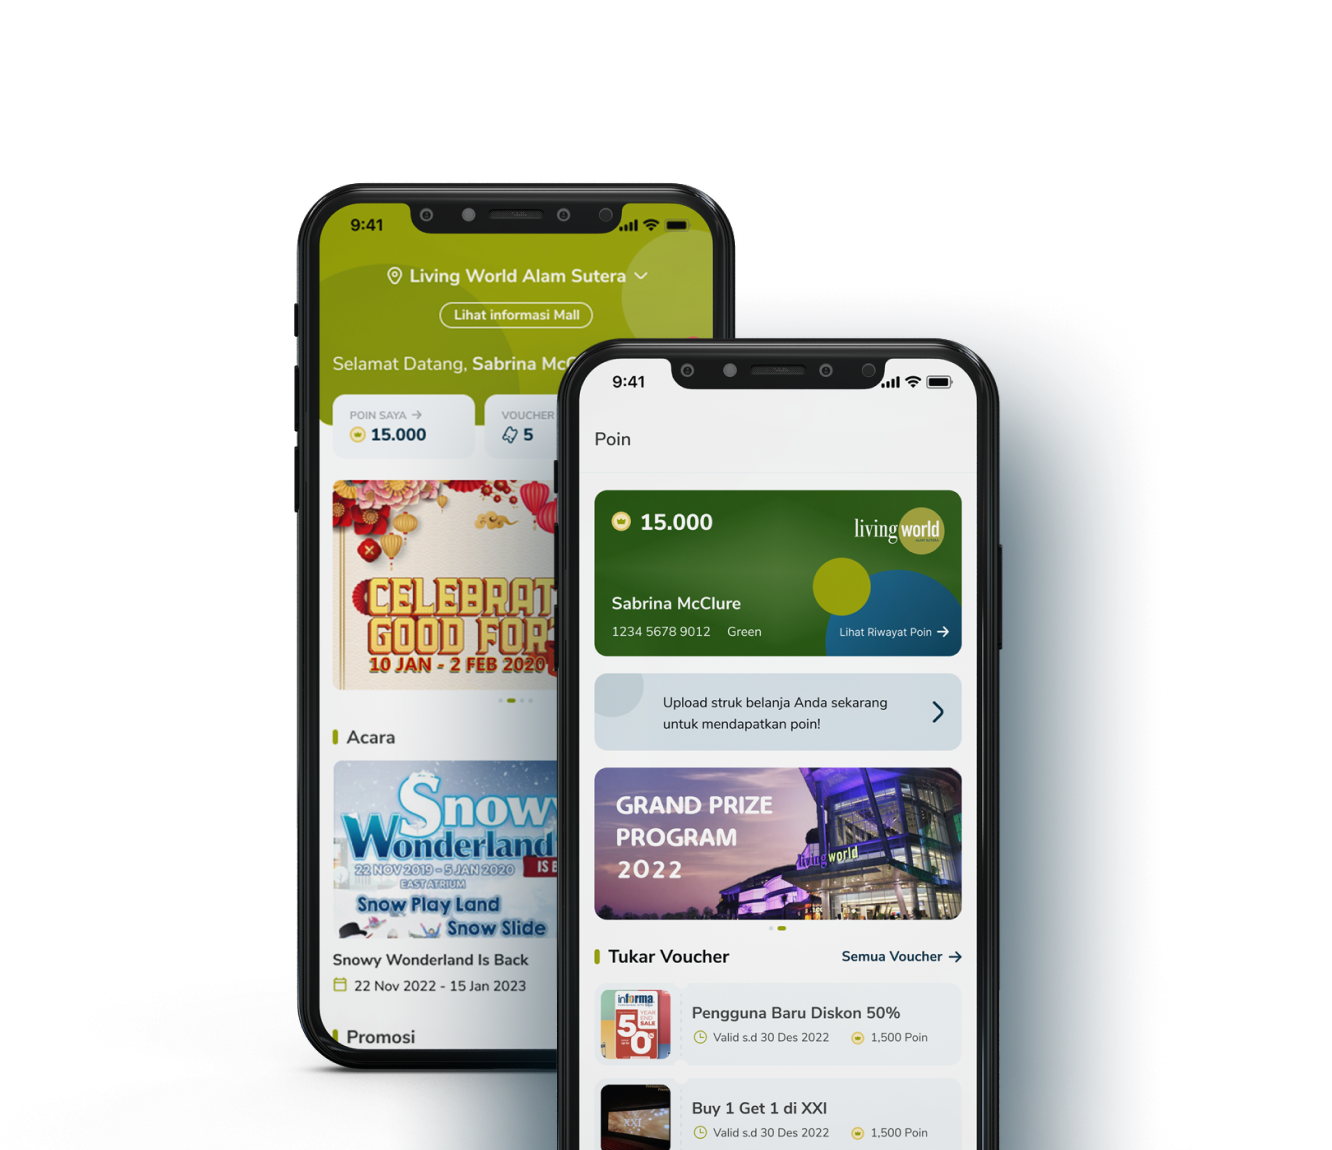 9:41
Living World Alam Sutera
Lihat informasi Mall
Selamat Datang, Sabrina McC
POIN SAYA
15.000
VOUCHER
5
CELEBRAT
GOOD FOR
10 JAN - 2 FEB 2020
Acara
Snowy
Wonderland
22 NOV 2019 - 5 JAN 2020
IS B
EAST ATRIUM
Snow Play Land
Snow Slide
Snowy Wonderland Is Back
22 Nov 2022 - 15 Jan 2023
Promosi
9:41
Poin
15.000
living world
Sabrina McClure
1234 5678 9012 Green
Lihat Riwayat Poin
Upload struk belanja Anda sekarang
untuk mendapatkan poin!
GRAND PRIZE
PROGRAM
2022
living world
Tukar Voucher
Semua Voucher
informa
YEAR
END
SALE
50%
Pengguna Baru Diskon 50%
Valid s.d 30 Des 2022
1,500 Poin
XXI
Buy 1 Get 1 di XXI
Valid s.d 30 Des 2022
1,500 Poin